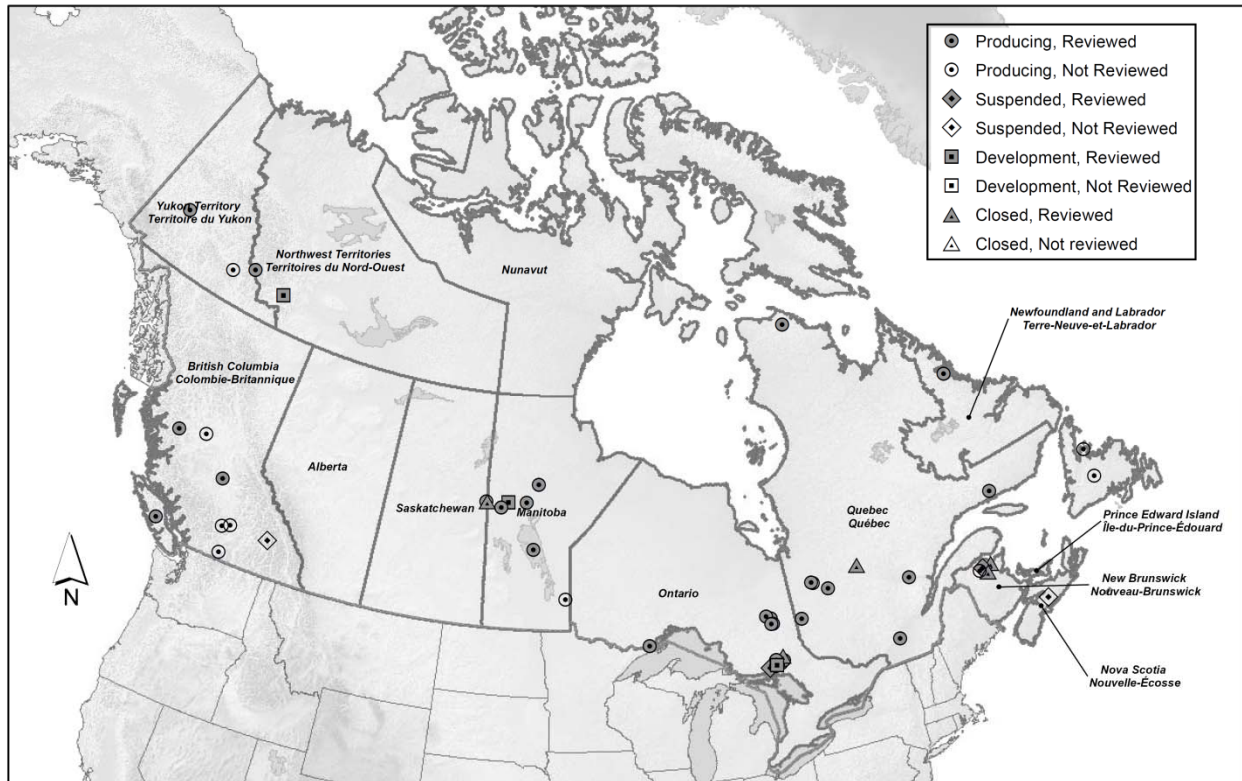 Producing, Reviewed
Producing, Not Reviewed
Suspended, Reviewed
Suspended, Not Reviewed
Development, Reviewed
Development, Not Reviewed
Closed, Reviewed
Closed, Not reviewed
Yukon Territory
Territoire du Yukon
Northwest Territories
Territoires du Nord-Ouest
Nunavut
Newfoundland and Labrador
Terre-Neuve-et-Labrador
British Columbia
Colombie-Britannique
Alberta
Saskatchewan
Manitoba
Quebec
Québec
Prince Edward Island
Île-du-Prince-Édouard
Ontario
New Brunswick
Nouveau-Brunswick
Nova Scotia
Nouvelle-Écosse
N